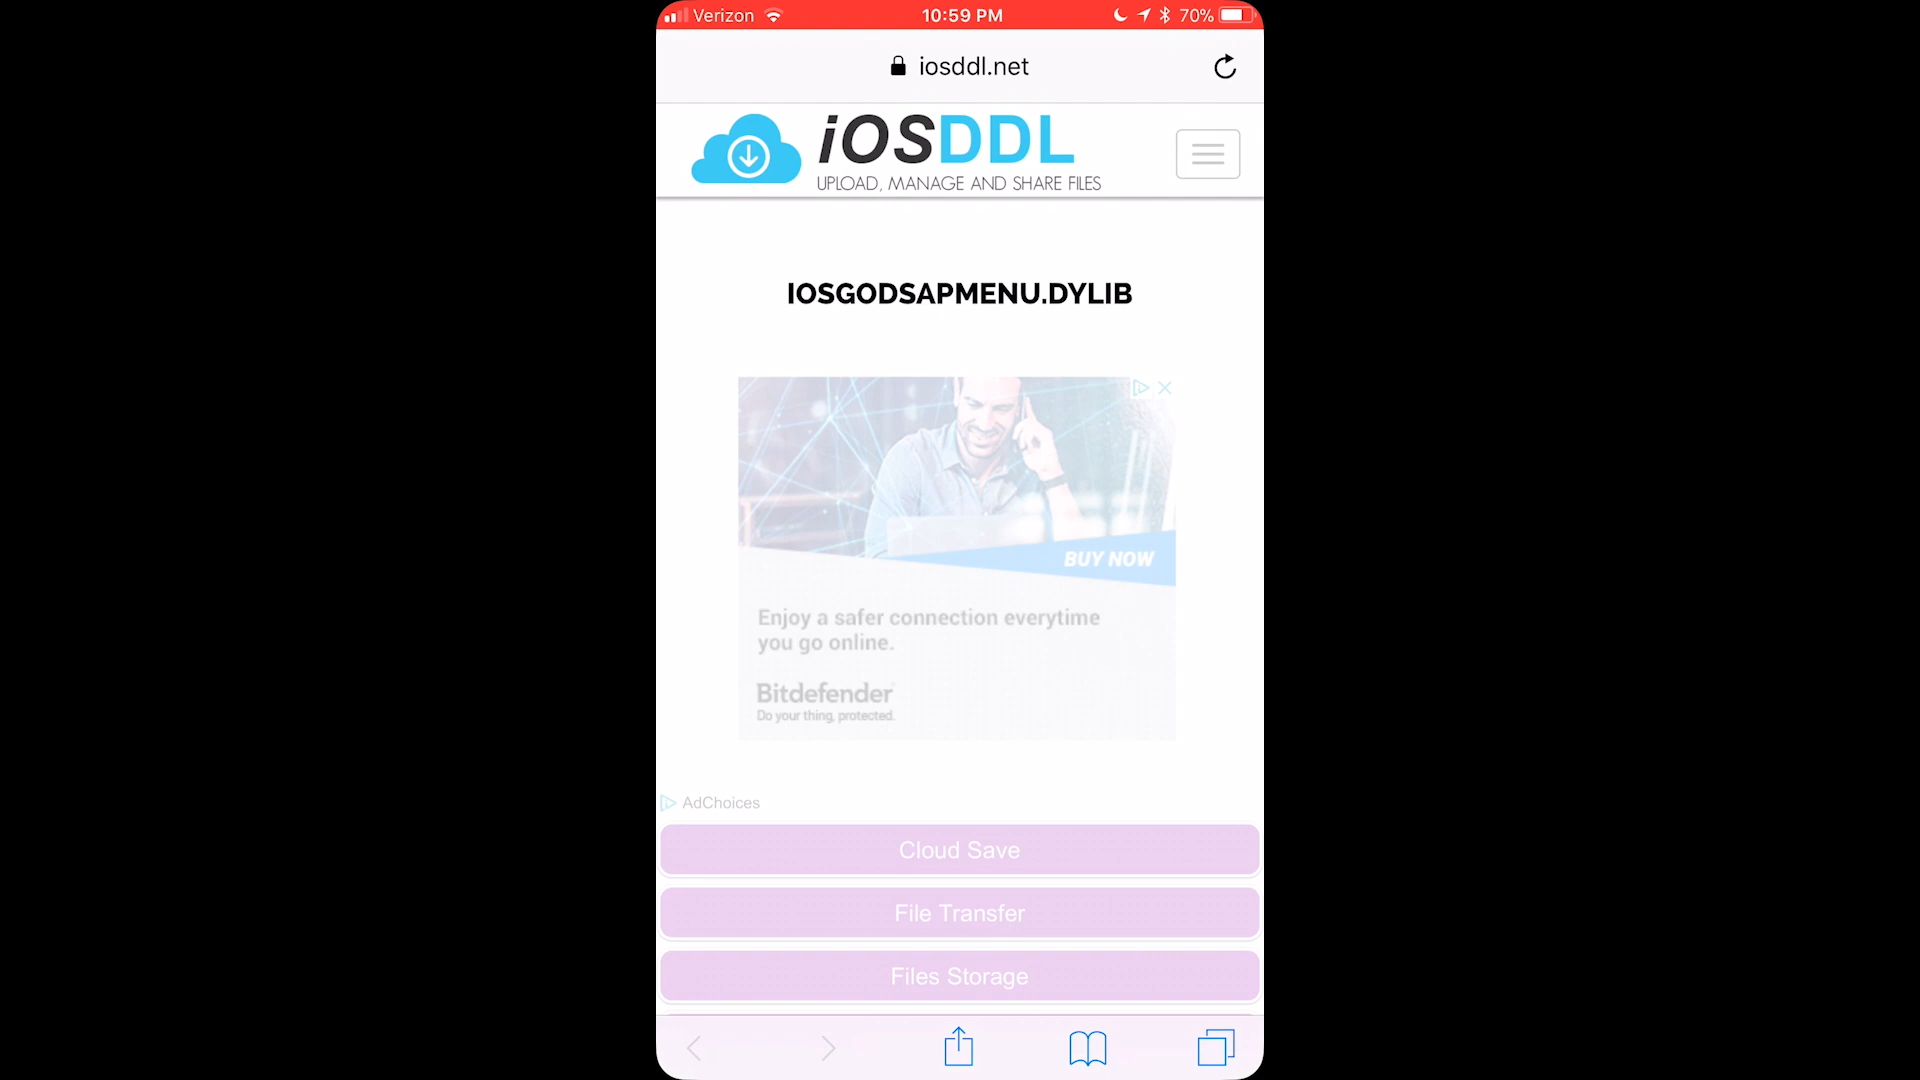 Verizon 10:59 PM 70%
iosddl.net
iOSDDL
UPLOAD, MANAGE AND SHARE FILES
IOSGODSAPMENU.DYLIB
BUY NOW
Enjoy a safer connection everytime
you go online.
Bitdefender
Do your thing, protected.
AdChoices
Cloud Save
File Transfer
Files Storage